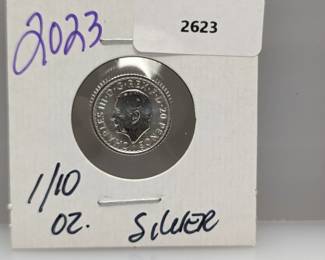 2623
2023
CHARLES III·D·G·REX·F·D·20 PENCE
1/10
OZ. SILVER